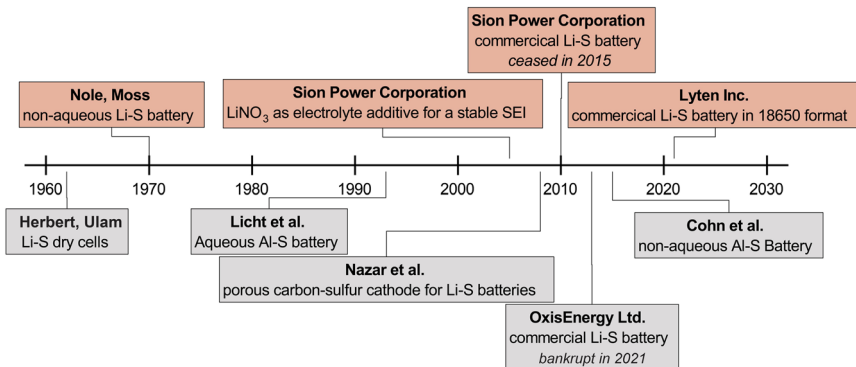 Sion Power Corporation
commercical Li-S battery
ceased in 2015
Nole, Moss
non-aqueous Li-S battery
Sion Power Corporation
LiNO₃ as electrolyte additive for a stable SEI
Lyten Inc.
commercical Li-S battery in 18650 format
1960 1970 1980 1990 2000 2010 2020 2030
Herbert, Ulam
Li-S dry cells
Licht et al.
Aqueous Al-S battery
Cohn et al.
non-aqueous Al-S Battery
Nazar et al.
porous carbon-sulfur cathode for Li-S batteries
OxisEnergy Ltd.
commercial Li-S battery
bankrupt in 2021